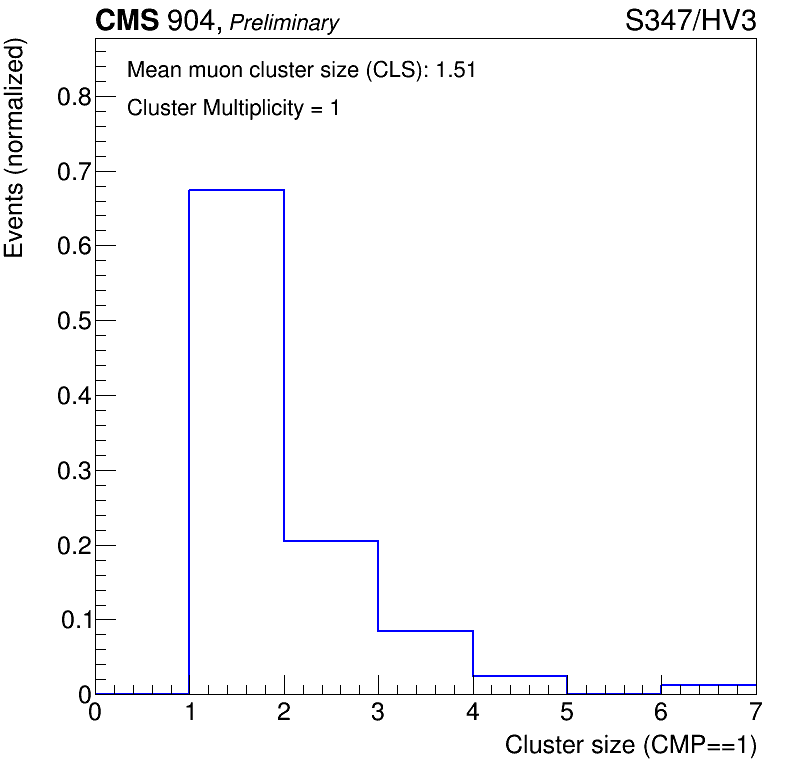 CMS 904, Preliminary
S347/HV3
Mean muon cluster size (CLS): 1.51
Cluster Multiplicity = 1
Events (normalized)
0.8
0.7
0.6
0.5
0.4
0.3
0.2
0.1
0
0 1 2 3 4 5 6 7
Cluster size (CMP==1)